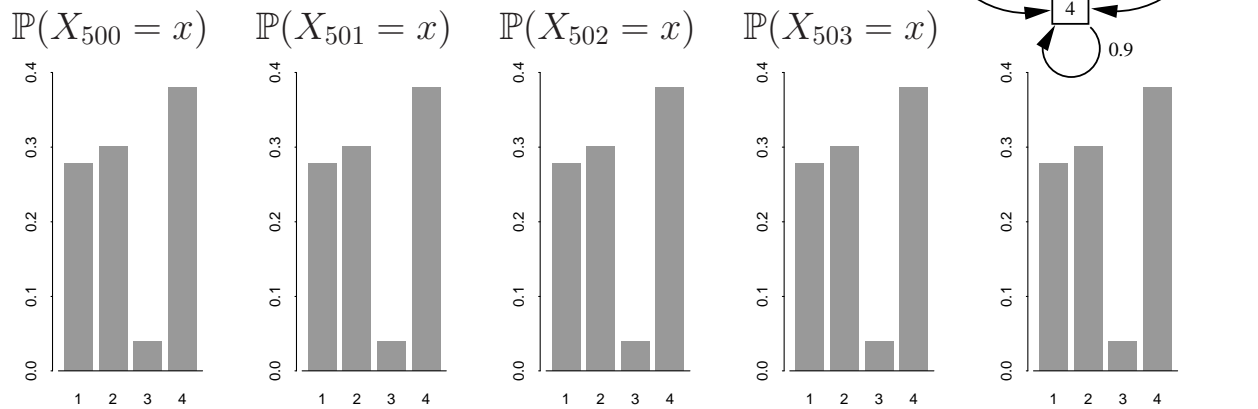 4
0.9
ℙ(X₅₀₀ = x) ℙ(X₅₀₁ = x) ℙ(X₅₀₂ = x) ℙ(X₅₀₃ = x)
0.4 0.4 0.4 0.4 0.4
0.3 0.3 0.3 0.3 0.3
0.2 0.2 0.2 0.2 0.2
0.1 0.1 0.1 0.1 0.1
0.0 0.0 0.0 0.0 0.0
1 2 3 4 1 2 3 4 1 2 3 4 1 2 3 4 1 2 3 4